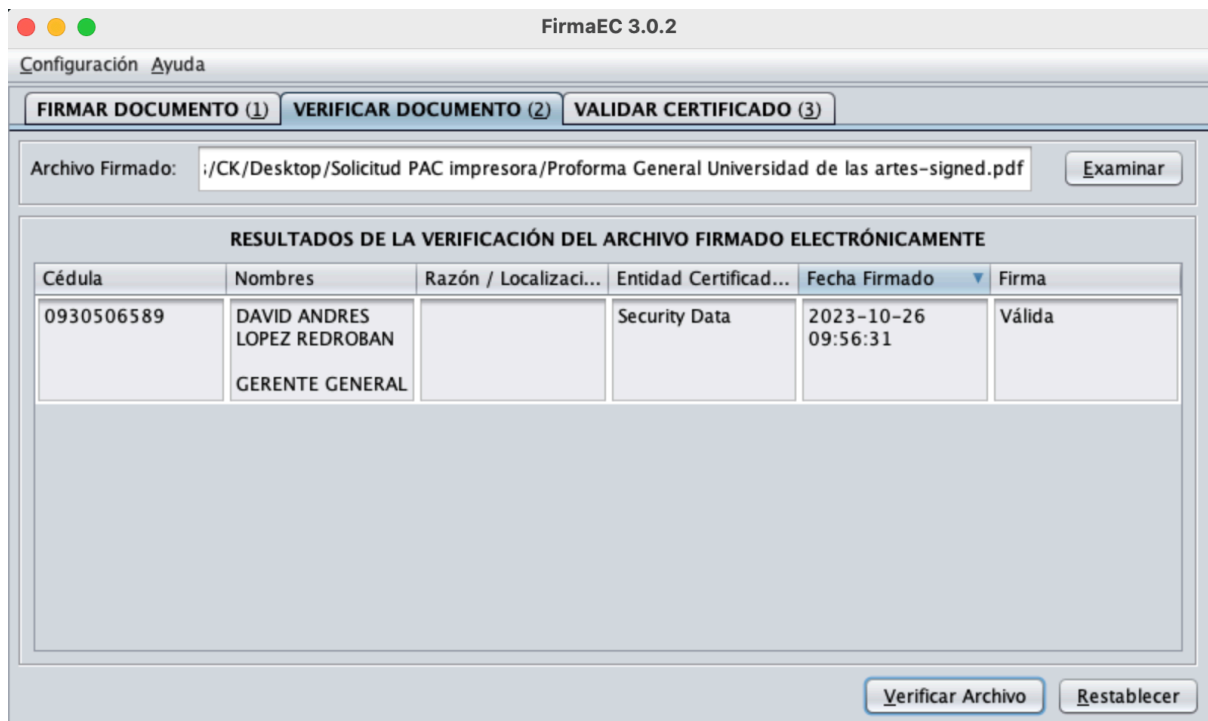 FirmaEC 3.0.2
Configuración Ayuda
FIRMAR DOCUMENTO (1) VERIFICAR DOCUMENTO (2) VALIDAR CERTIFICADO (3)
Archivo Firmado: ;/CK/Desktop/Solicitud PAC impresora/Proforma General Universidad de las artes-signed.pdf Examinar
RESULTADOS DE LA VERIFICACIÓN DEL ARCHIVO FIRMADO ELECTRÓNICAMENTE
Cédula Nombres Razón / Localizaci... Entidad Certificad... Fecha Firmado Firma
0930506589 DAVID ANDRES Security Data 2023-10-26 Válida
LOPEZ REDROBAN 09:56:31
GERENTE GENERAL
Verificar Archivo Restablecer